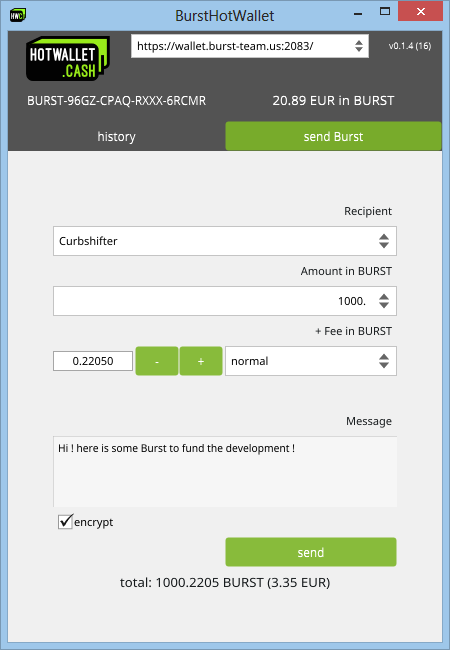 HWC
BurstHotWallet
HOTWALLET
.CASH
https://wallet.burst-team.us:2083/
v0.1.4 (16)
BURST-96GZ-CPAQ-RXXX-6RCMR
20.89 EUR in BURST
history
send Burst
Recipient
Curbshifter
Amount in BURST
1000.
+ Fee in BURST
0.22050
-
+
normal
Message
Hi ! here is some Burst to fund the development !
encrypt
send
total: 1000.2205 BURST (3.35 EUR)